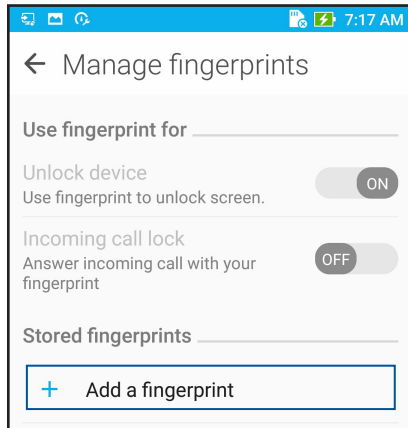 7:17 AM
Manage fingerprints
Use fingerprint for
Unlock device
Use fingerprint to unlock screen.
ON
Incoming call lock
Answer incoming call with your
fingerprint
OFF
Stored fingerprints
+ Add a fingerprint